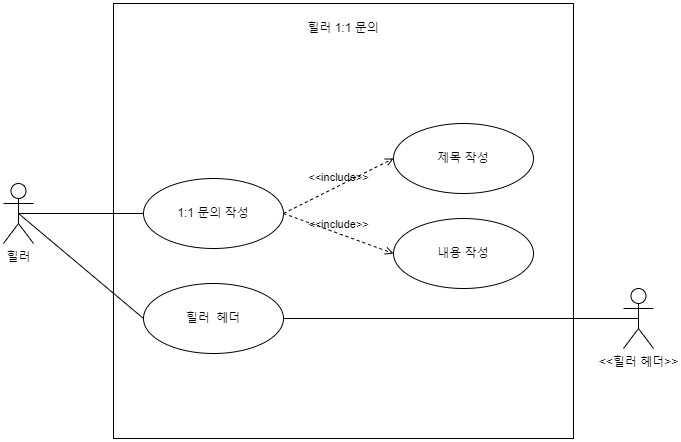 힐러 1:1 문의
제목 작성
<<include>>
1:1 문의 작성
<<include>>
내용 작성
힐러
힐러 헤더
<<힐러 헤더>>